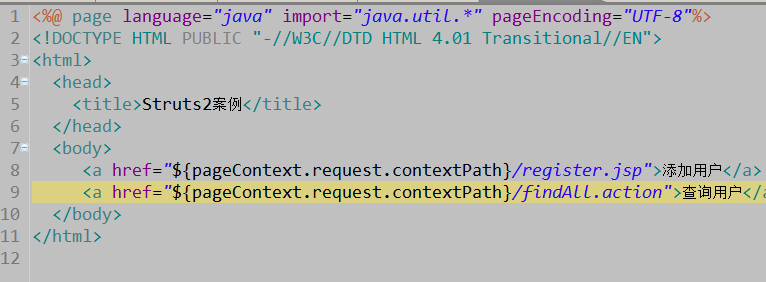 1 <%@ page language="java" import="java.util.*" pageEncoding="UTF-8"%>
2 <!DOCTYPE HTML PUBLIC "-//W3C//DTD HTML 4.01 Transitional//EN">
3 <html>
4 <head>
5 <title>Struts2案例</title>
6 </head>
7 <body>
8 <a href="${pageContext.request.contextPath}/register.jsp">添加用户</a>
9 <a href="${pageContext.request.contextPath}/findAll.action">查询用户</a
10 </body>
11 </html>
12